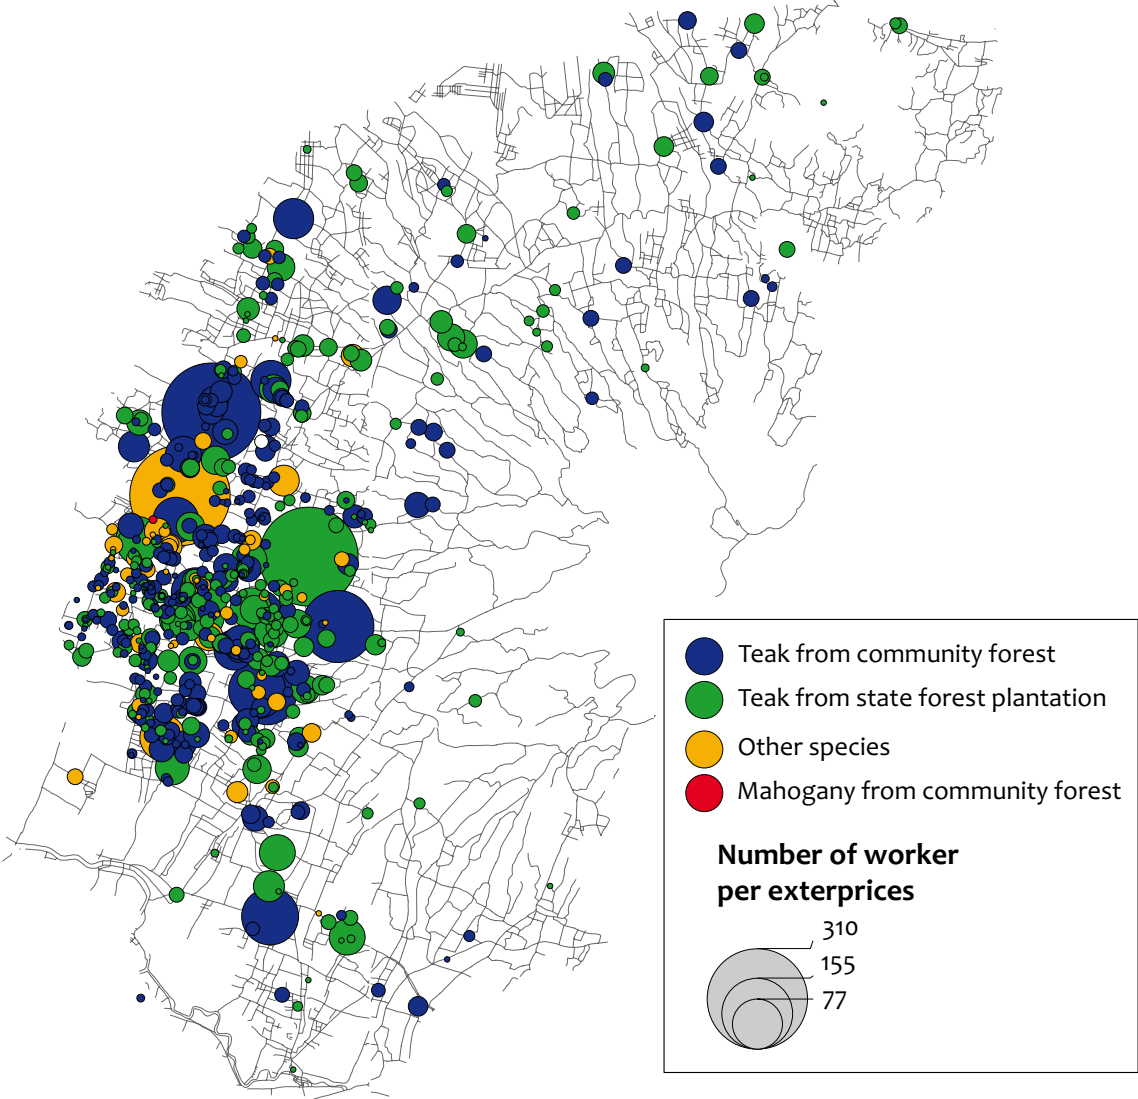 Teak from community forest
Teak from state forest plantation
Other species
Mahogany from community forest
Number of worker
per exterprices
310
155
77